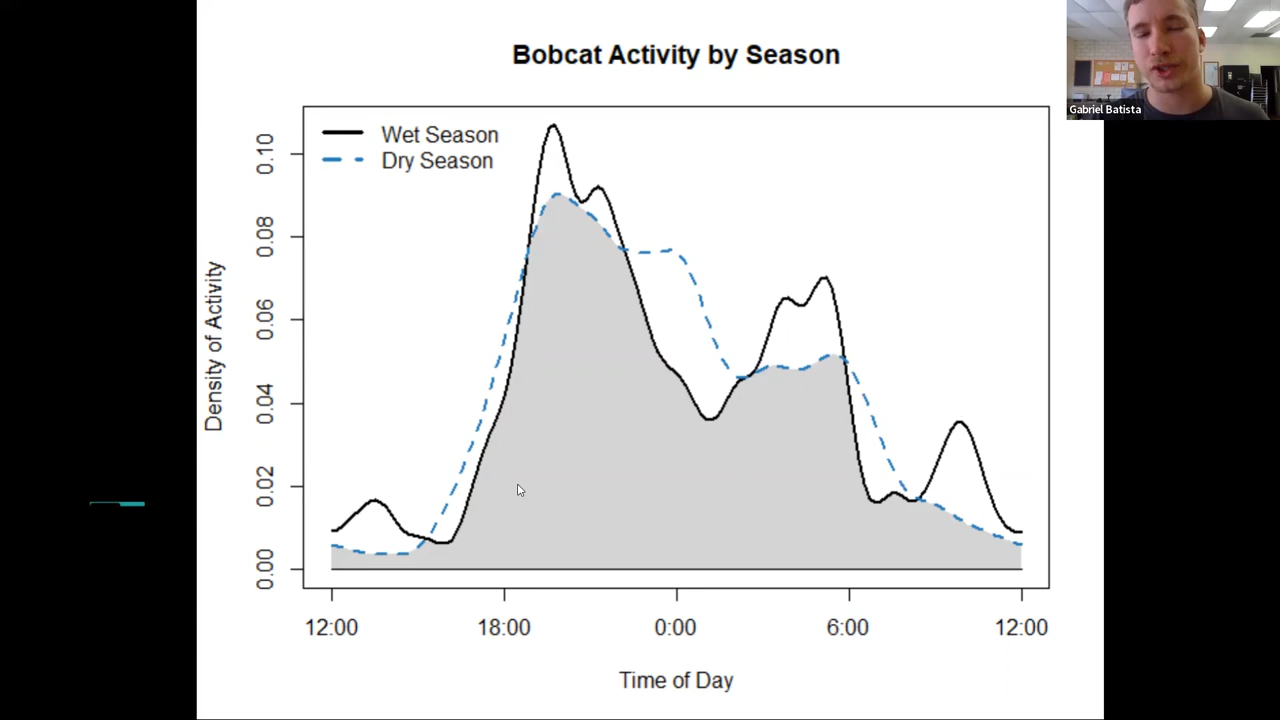 Bobcat Activity by Season
Gabriel Batista
Wet Season
Dry Season
Density of Activity
0.10
0.08
0.06
0.04
0.02
0.00
12:00 18:00 0:00 6:00 12:00
Time of Day